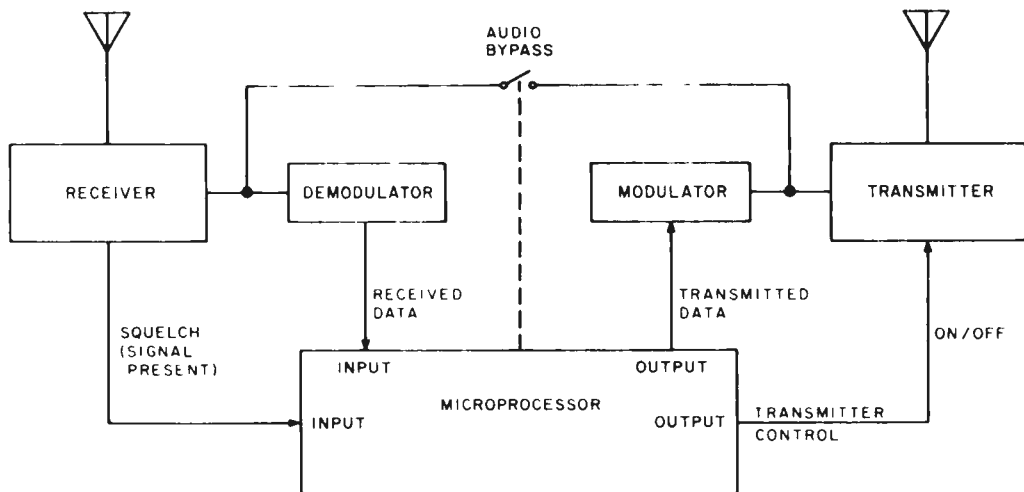 AUDIO
BYPASS
RECEIVER
DEMODULATOR
MODULATOR
TRANSMITTER
RECEIVED
DATA
TRANSMITTED
DATA
SQUELCH
(SIGNAL
PRESENT)
ON/OFF
INPUT
OUTPUT
MICROPROCESSOR
INPUT
OUTPUT
TRANSMITTER
CONTROL